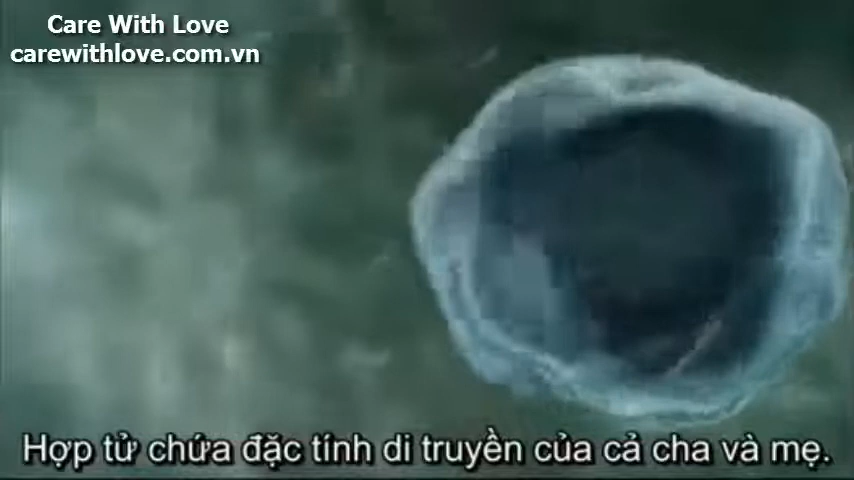 Care With Love
carewithlove.com.vn
Hợp tử chứa đặc tính di truyền của cả cha và mẹ.